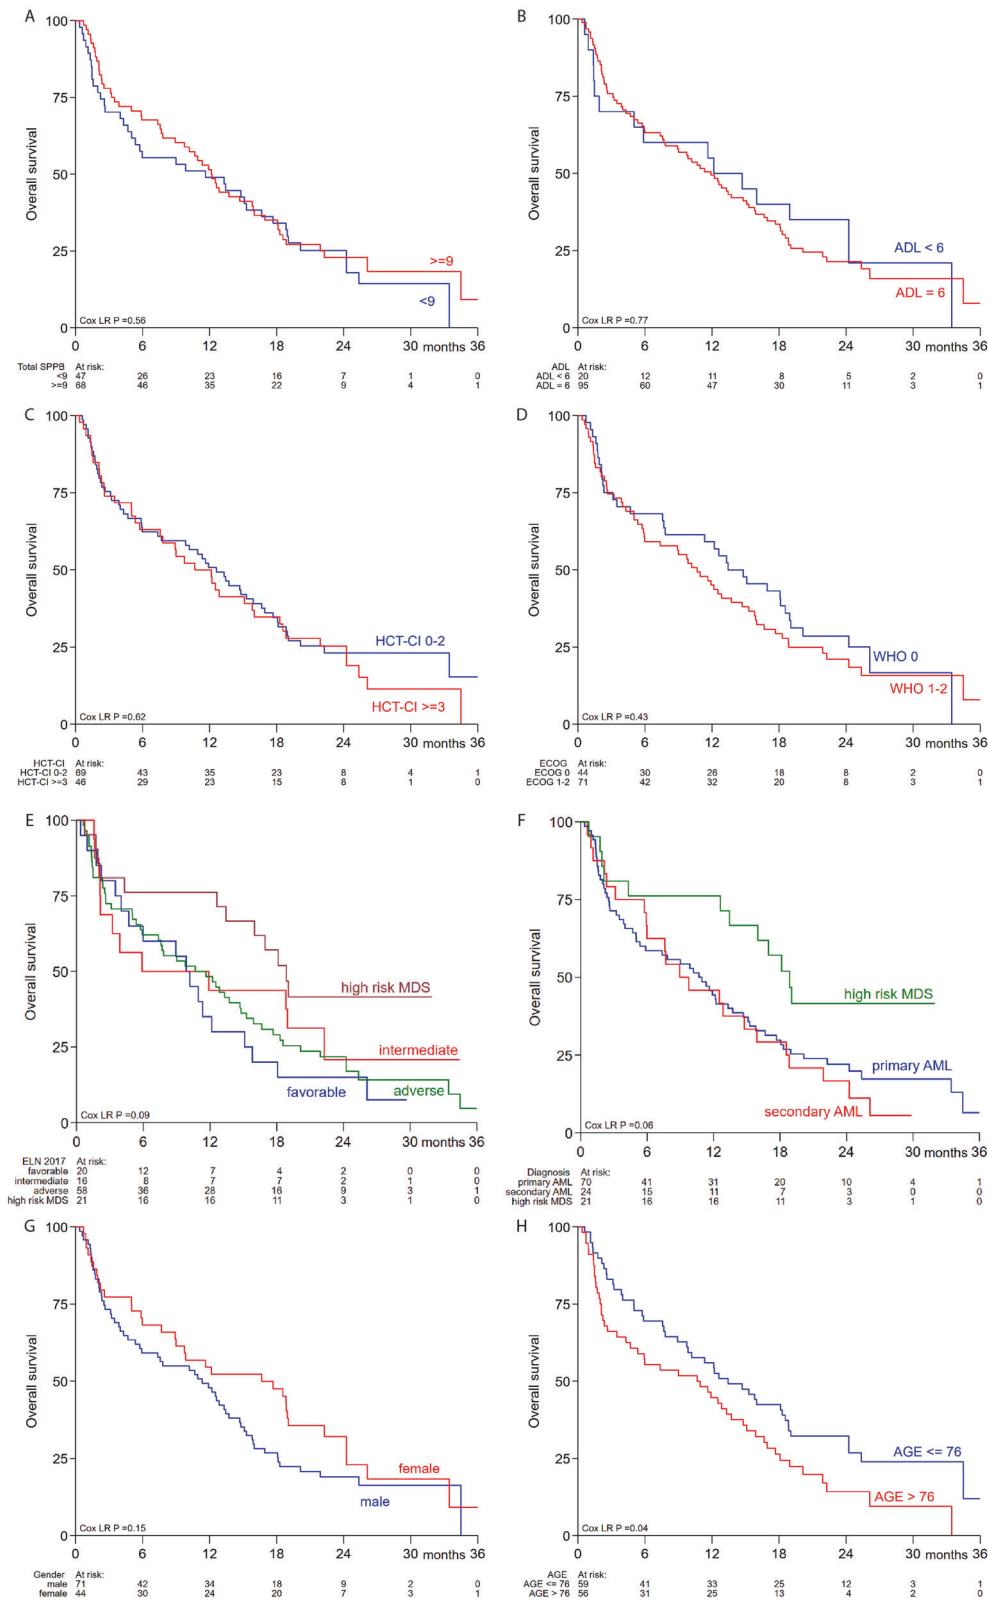 A
Overall survival
100
75
50
25
0
>=9
<9
Cox LR P =0.56
0 6 12 18 24 30 months 36
Total SPPB At risk:
<9 47 26 23 16 7 1 0
>=9 68 46 35 22 9 4 1
B
Overall survival
100
75
50
25
0
ADL < 6
ADL = 6
Cox LR P =0.77
0 6 12 18 24 30 months 36
ADL At risk:
ADL < 6 20 12 11 8 5 2 0
ADL = 6 95 60 47 30 11 3 1
C
Overall survival
100
75
50
25
0
HCT-CI 0-2
HCT-CI >=3
Cox LR P =0.62
0 6 12 18 24 30 months 36
HCT-CI At risk:
HCT-CI 0-2 69 43 35 23 8 4 1
HCT-CI >=3 46 29 23 15 8 1 0
D
Overall survival
100
75
50
25
0
WHO 0
WHO 1-2
Cox LR P =0.43
0 6 12 18 24 30 months 36
ECOG At risk:
ECOG 0 44 30 26 18 8 2 0
ECOG 1-2 71 42 32 20 8 3 1
E
Overall survival
100
75
50
25
0
high risk MDS
intermediate
favorable
adverse
Cox LR P =0.09
0 6 12 18 24 30 months 36
ELN 2017 At risk:
favorable 20 12 7 4 2 0 0
intermediate 16 8 7 7 2 1 0
adverse 58 36 28 16 9 3 1
high risk MDS 21 16 16 11 3 1 0
F
Overall survival
100
75
50
25
0
high risk MDS
primary AML
secondary AML
Cox LR P =0.06
0 6 12 18 24 30 months 36
Diagnosis At risk:
primary AML 70 41 31 20 10 4 1
secondary AML 24 15 11 7 3 0 0
high risk MDS 21 16 16 11 3 1 0
G
Overall survival
100
75
50
25
0
female
male
Cox LR P =0.15
0 6 12 18 24 30 months 36
Gender At risk:
male 71 42 34 18 9 2 0
female 44 30 24 20 7 3 1
H
Overall survival
100
75
50
25
0
AGE <= 76
AGE > 76
Cox LR P =0.04
0 6 12 18 24 30 months 36
AGE At risk:
AGE <= 76 59 41 33 25 12 3 1
AGE > 76 56 31 25 13 4 2 0